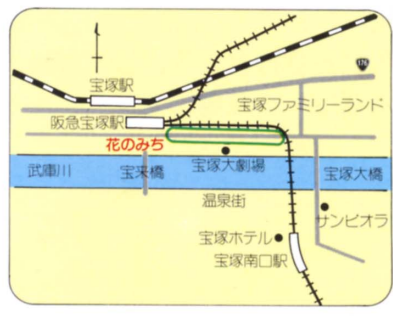 宝塚駅
176
宝塚ファミリーランド
阪急宝塚駅
花のみち
宝塚大劇場
武庫川
宝来橋
宝塚大橋
温泉街
サンビオラ
宝塚ホテル
宝塚南口駅